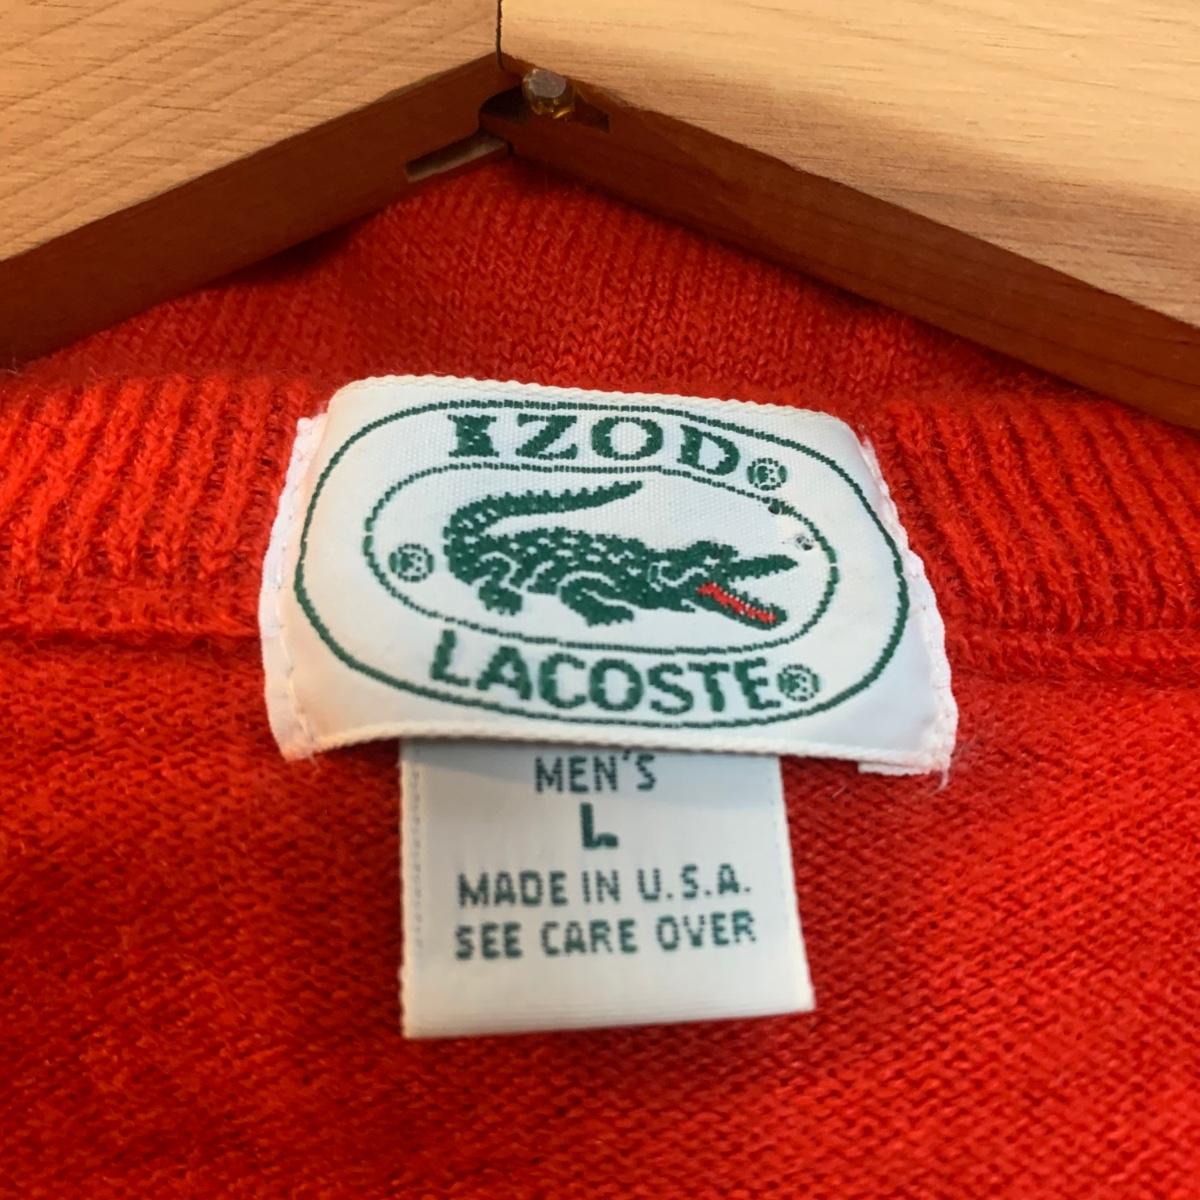 IZOD®
®
LACOSTE®
MEN'S
L
MADE IN U.S.A.
SEE CARE OVER